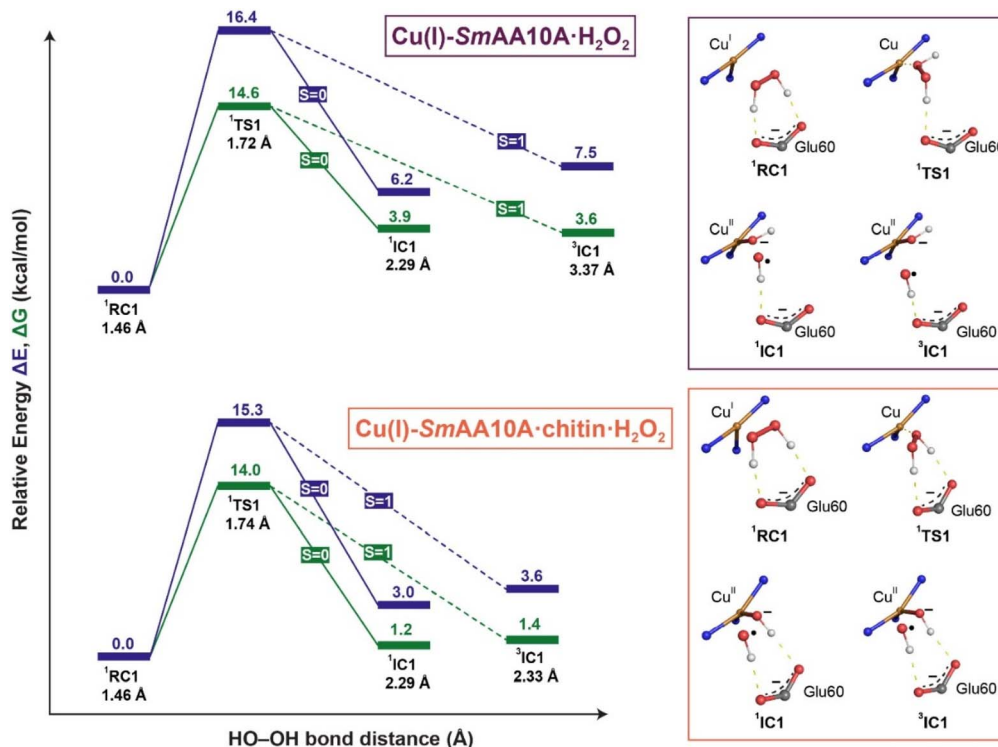 Relative Energy ΔE, ΔG (kcal/mol)
HO–OH bond distance (Å)
Cu(I)-SmAA10A·H₂O₂
16.4
14.6
¹TS1
1.72 Å
S=0
S=0
S=1
S=1
7.5
6.2
3.9
¹IC1
2.29 Å
3.6
³IC1
3.37 Å
0.0
¹RC1
1.46 Å
Cu(I)-SmAA10A·chitin·H₂O₂
15.3
14.0
¹TS1
1.74 Å
S=0
S=1
S=0
S=1
3.6
3.0
1.2
¹IC1
2.29 Å
1.4
³IC1
2.33 Å
0.0
¹RC1
1.46 Å
Cuᴵ
Glu60
¹RC1
Cu
Glu60
¹TS1
Cuᴵᴵ
Glu60
¹IC1
Cuᴵᴵ
Glu60
³IC1
Cuᴵ
Glu60
¹RC1
Cu
Glu60
¹TS1
Cuᴵᴵ
Glu60
¹IC1
Cuᴵᴵ
Glu60
³IC1